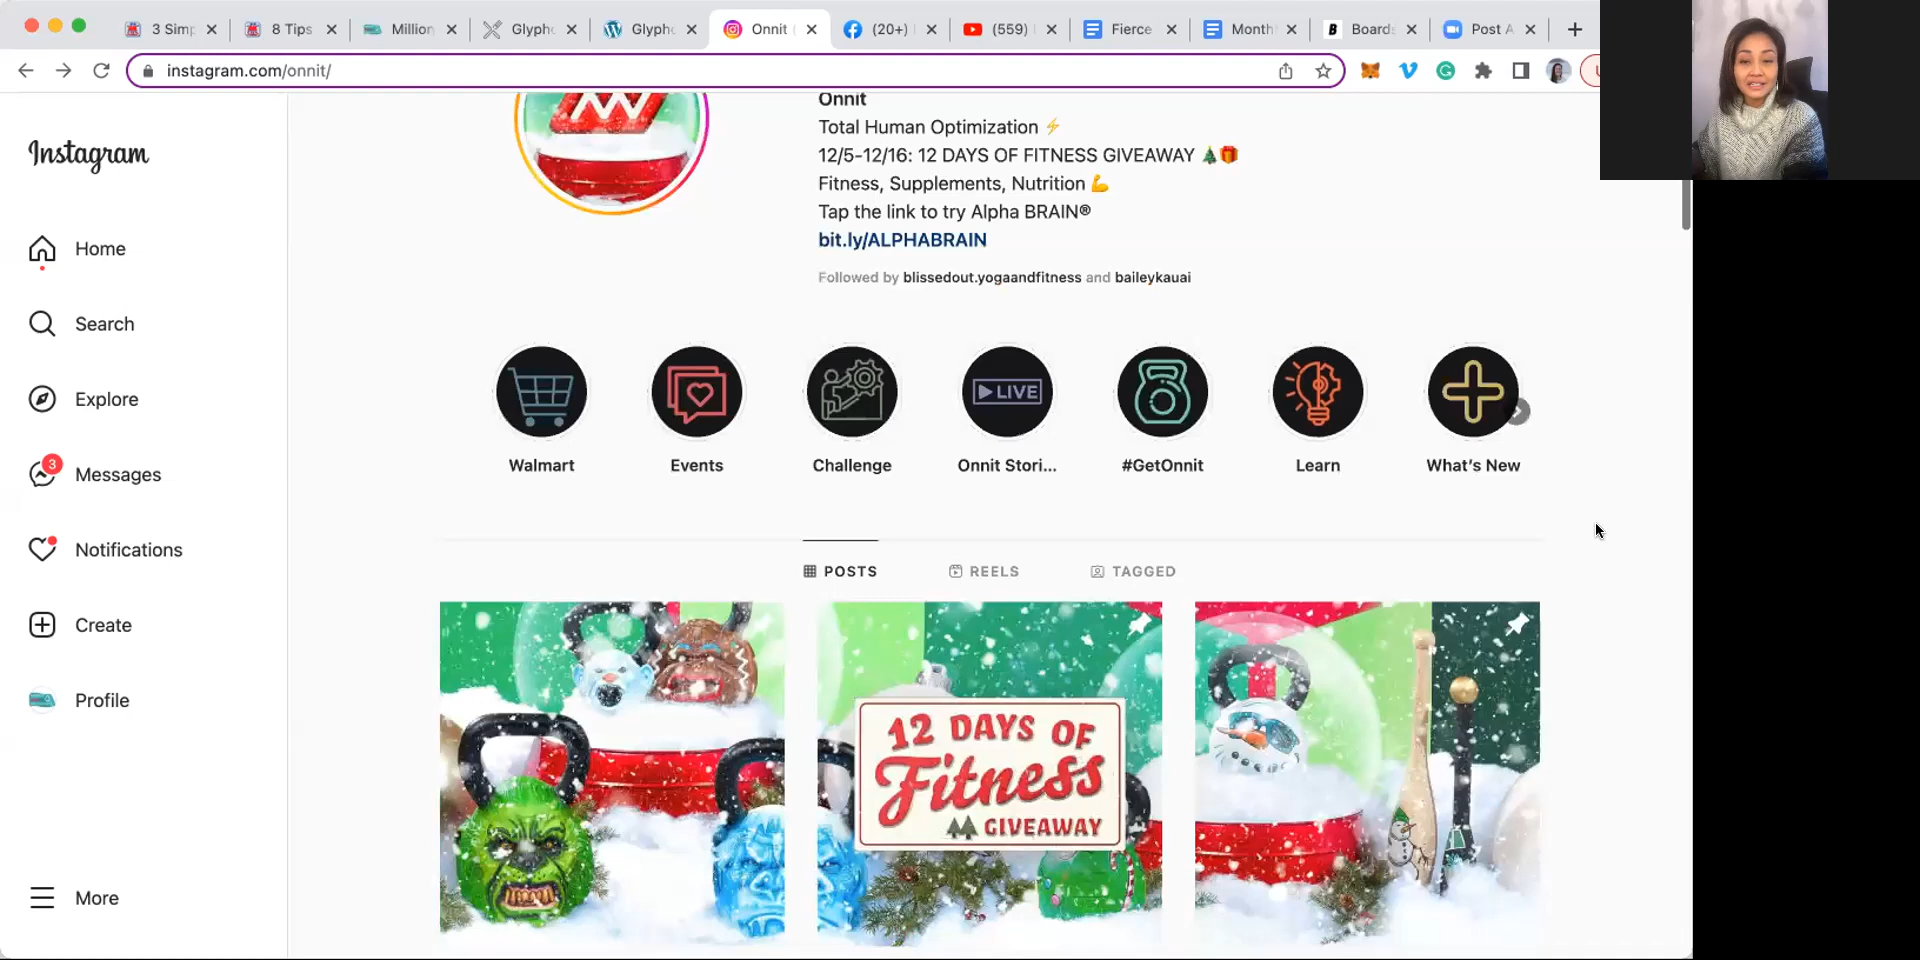 3 Simp
8 Tips
Million
Glyph
Glyph
Onnit
(20+)
(559)
Fierce
Month
Board
Post A
instagram.com/onnit/
Instagram
Home
Search
Explore
3
Messages
Notifications
Create
Profile
More
Onnit
Total Human Optimization ⚡
12/5-12/16: 12 DAYS OF FITNESS GIVEAWAY 🎄🎁
Fitness, Supplements, Nutrition 💪
Tap the link to try Alpha BRAIN®
bit.ly/ALPHABRAIN
Followed by blissedout.yogaandfitness and baileykauai
LIVE
Walmart
Events
Challenge
Onnit Stori...
#GetOnnit
Learn
What's New
POSTS
REELS
TAGGED
12 DAYS OF
Fitness
GIVEAWAY